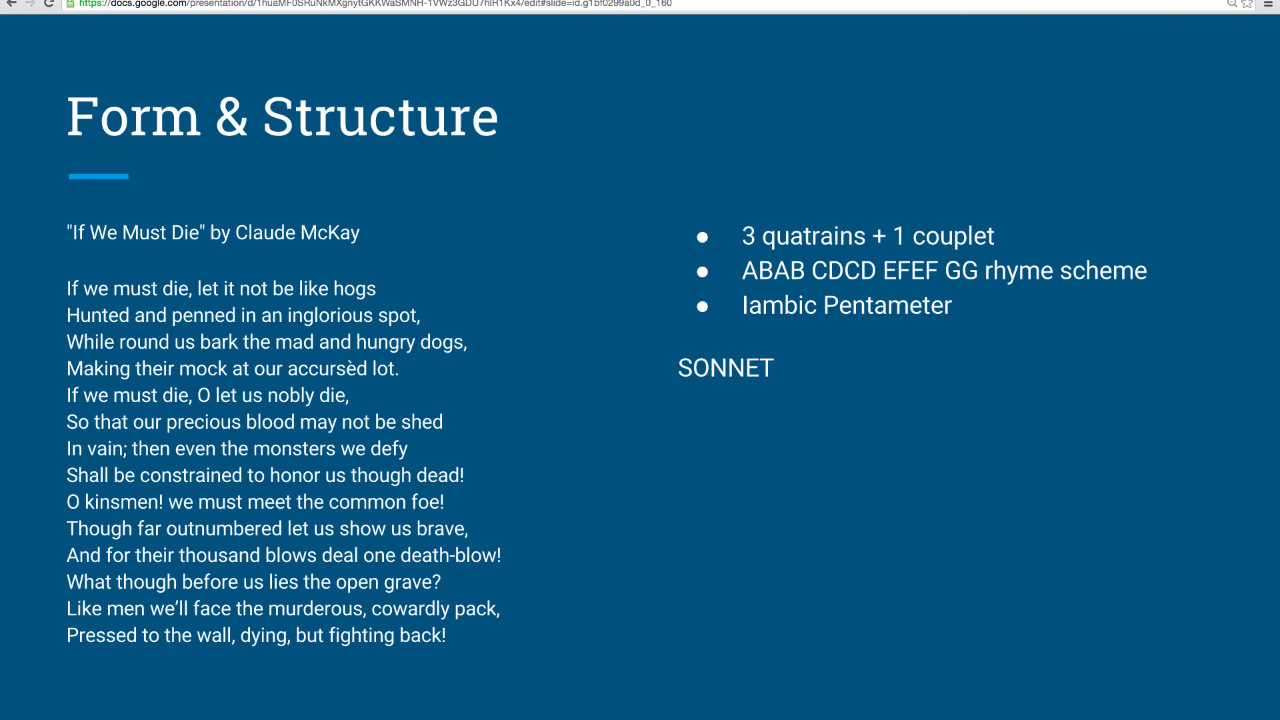 Form & Structure
"If We Must Die" by Claude McKay
If we must die, let it not be like hogs
Hunted and penned in an inglorious spot,
While round us bark the mad and hungry dogs,
Making their mock at our accursèd lot.
If we must die, O let us nobly die,
So that our precious blood may not be shed
In vain; then even the monsters we defy
Shall be constrained to honor us though dead!
O kinsmen! we must meet the common foe!
Though far outnumbered let us show us brave,
And for their thousand blows deal one death-blow!
What though before us lies the open grave?
Like men we’ll face the murderous, cowardly pack,
Pressed to the wall, dying, but fighting back!
● 3 quatrains + 1 couplet
● ABAB CDCD EFEF GG rhyme scheme
● Iambic Pentameter
SONNET